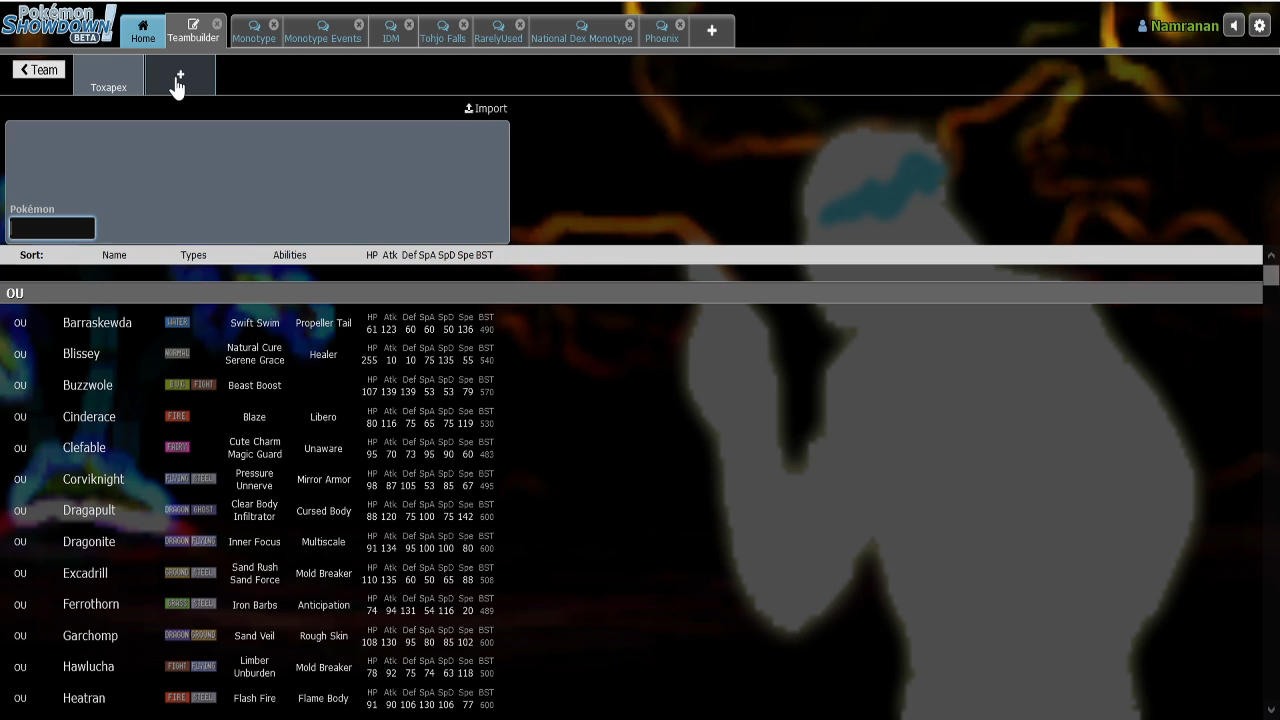 Pokémon
SHOWDOWN!
BETA
Home
Teambuilder
Monotype
Monotype Events
IDM
Tohjo Falls
RarelyUsed
National Dex Monotype
Phoenix
+
Namranan
Team
Toxapex
+
Import
Pokémon
Sort: Name Types Abilities HP Atk Def SpA SpD Spe BST
OU
HP Atk Def SpA SpD Spe BST
OU Barraskewda WATER Swift Swim Propeller Tail 61 123 60 60 50 136 490
HP Atk Def SpA SpD Spe BST
OU Blissey NORMAL Natural Cure Serene Grace Healer 255 10 10 75 135 55 540
HP Atk Def SpA SpD Spe BST
OU Buzzwole BUG FIGHT Beast Boost 107 139 139 53 53 79 570
HP Atk Def SpA SpD Spe BST
OU Cinderace FIRE Blaze Libero 80 116 75 65 75 119 530
HP Atk Def SpA SpD Spe BST
OU Clefable FAIRY Cute Charm Magic Guard Unaware 95 70 73 95 90 60 483
HP Atk Def SpA SpD Spe BST
OU Corviknight FLYING STEEL Pressure Unnerve Mirror Armor 98 87 105 53 85 67 495
HP Atk Def SpA SpD Spe BST
OU Dragapult DRAGON GHOST Clear Body Infiltrator Cursed Body 88 120 75 100 75 142 600
HP Atk Def SpA SpD Spe BST
OU Dragonite DRAGON FLYING Inner Focus Multiscale 91 134 95 100 100 80 600
HP Atk Def SpA SpD Spe BST
OU Excadrill GROUND STEEL Sand Rush Sand Force Mold Breaker 110 135 60 50 65 88 508
HP Atk Def SpA SpD Spe BST
OU Ferrothorn GRASS STEEL Iron Barbs Anticipation 74 94 131 54 116 20 489
HP Atk Def SpA SpD Spe BST
OU Garchomp DRAGON GROUND Sand Veil Rough Skin 108 130 95 80 85 102 600
HP Atk Def SpA SpD Spe BST
OU Hawlucha FIGHT FLYING Limber Unburden Mold Breaker 78 92 75 74 63 118 500
HP Atk Def SpA SpD Spe BST
OU Heatran FIRE STEEL Flash Fire Flame Body 91 90 106 130 106 77 600